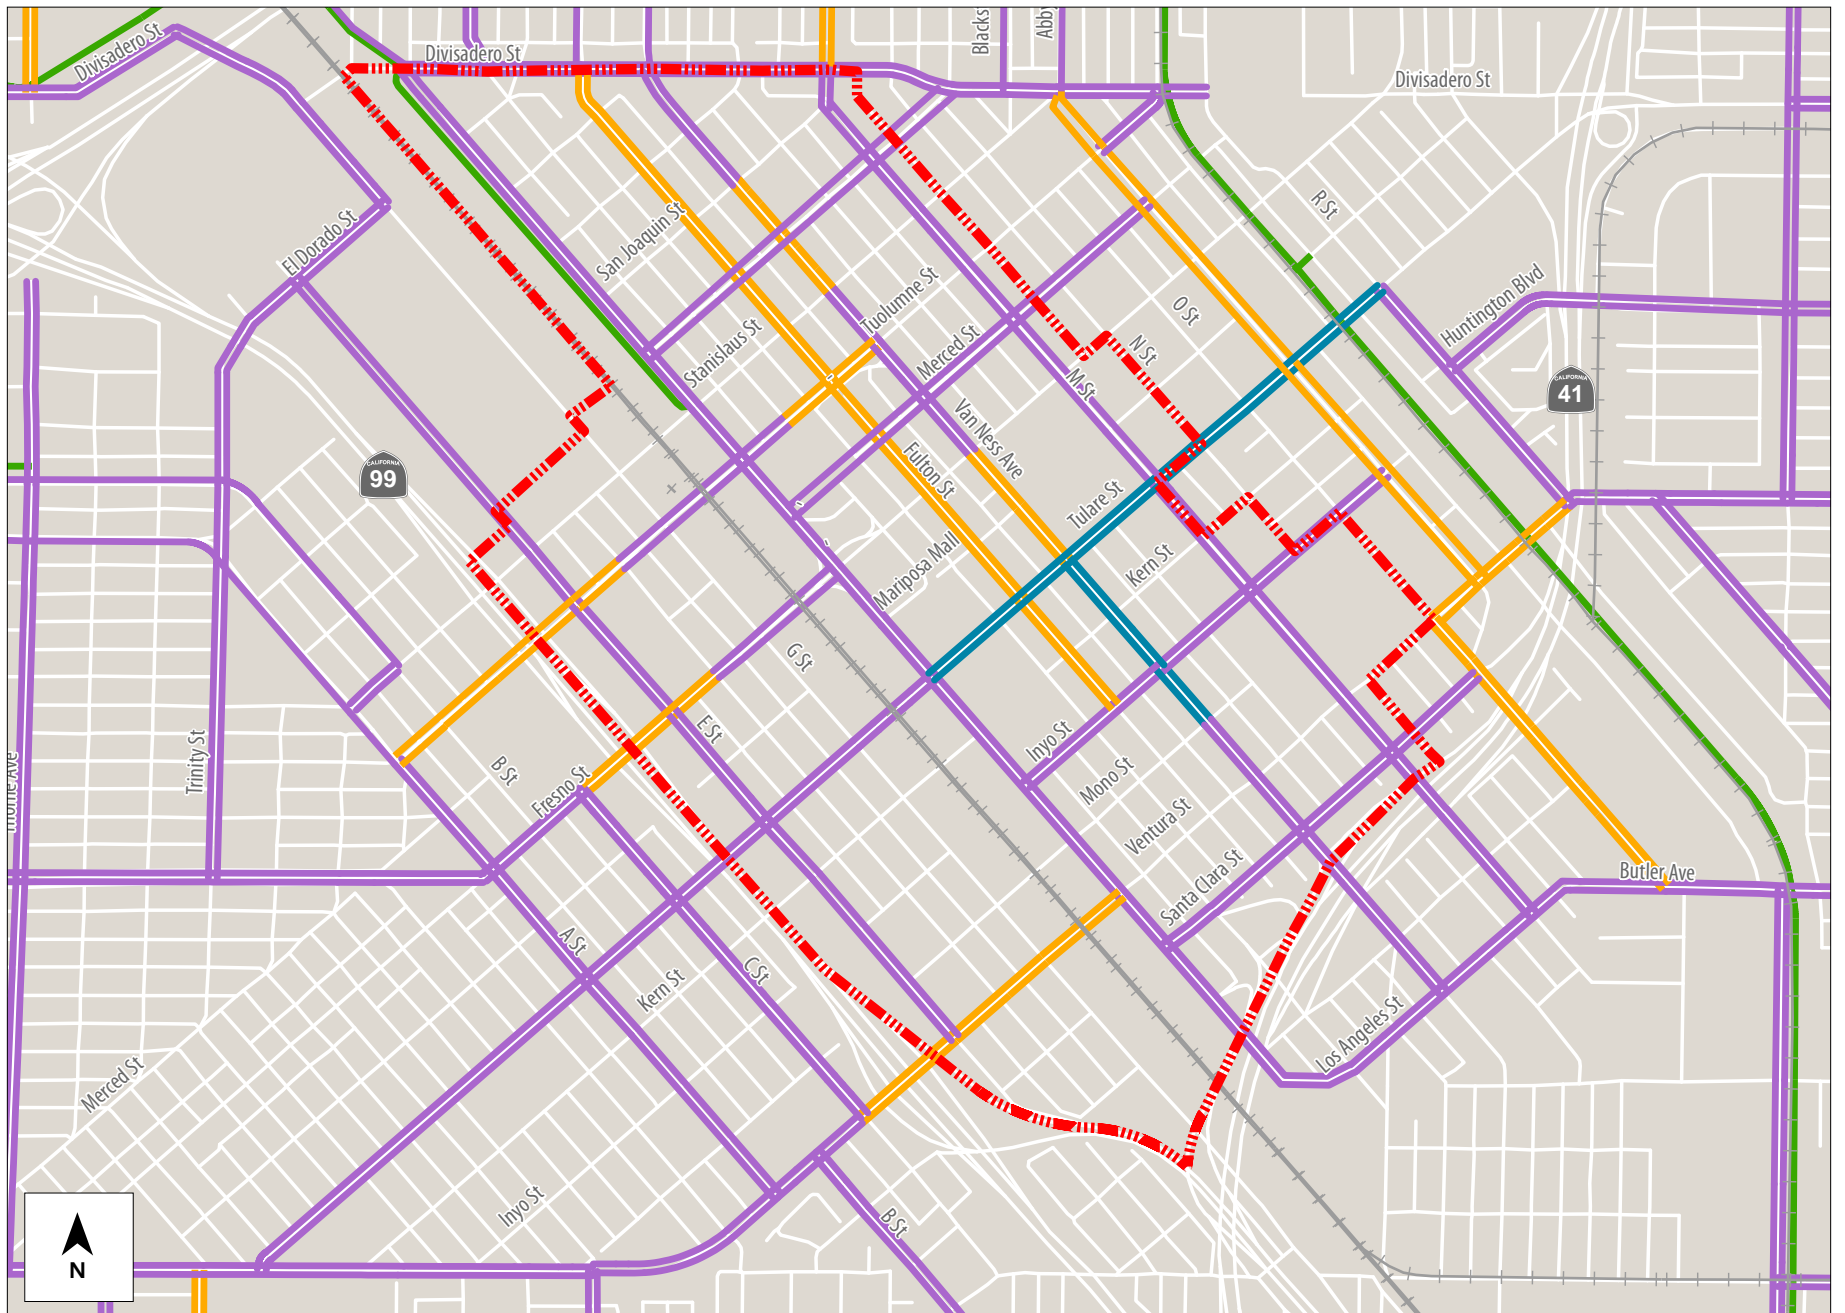 Divisadero St
Divisadero St
Blacks
Abby
Divisadero St
R St
El Dorado St
San Joaquin St
Tuolumne St
O St
Huntington Blvd
Stanislaus St
Merced St
N St
M St
CALIFORNIA
41
Van Ness Ave
Fulton St
CALIFORNIA
99
Tulare St
Kern St
Mariposa Mall
G St
E St
Inyo St
Mono St
Trinity St
B St
Fresno St
Ventura St
Santa Clara St
Butler Ave
A St
C St
Kern St
Los Angeles St
Merced St
Inyo St
B St
N